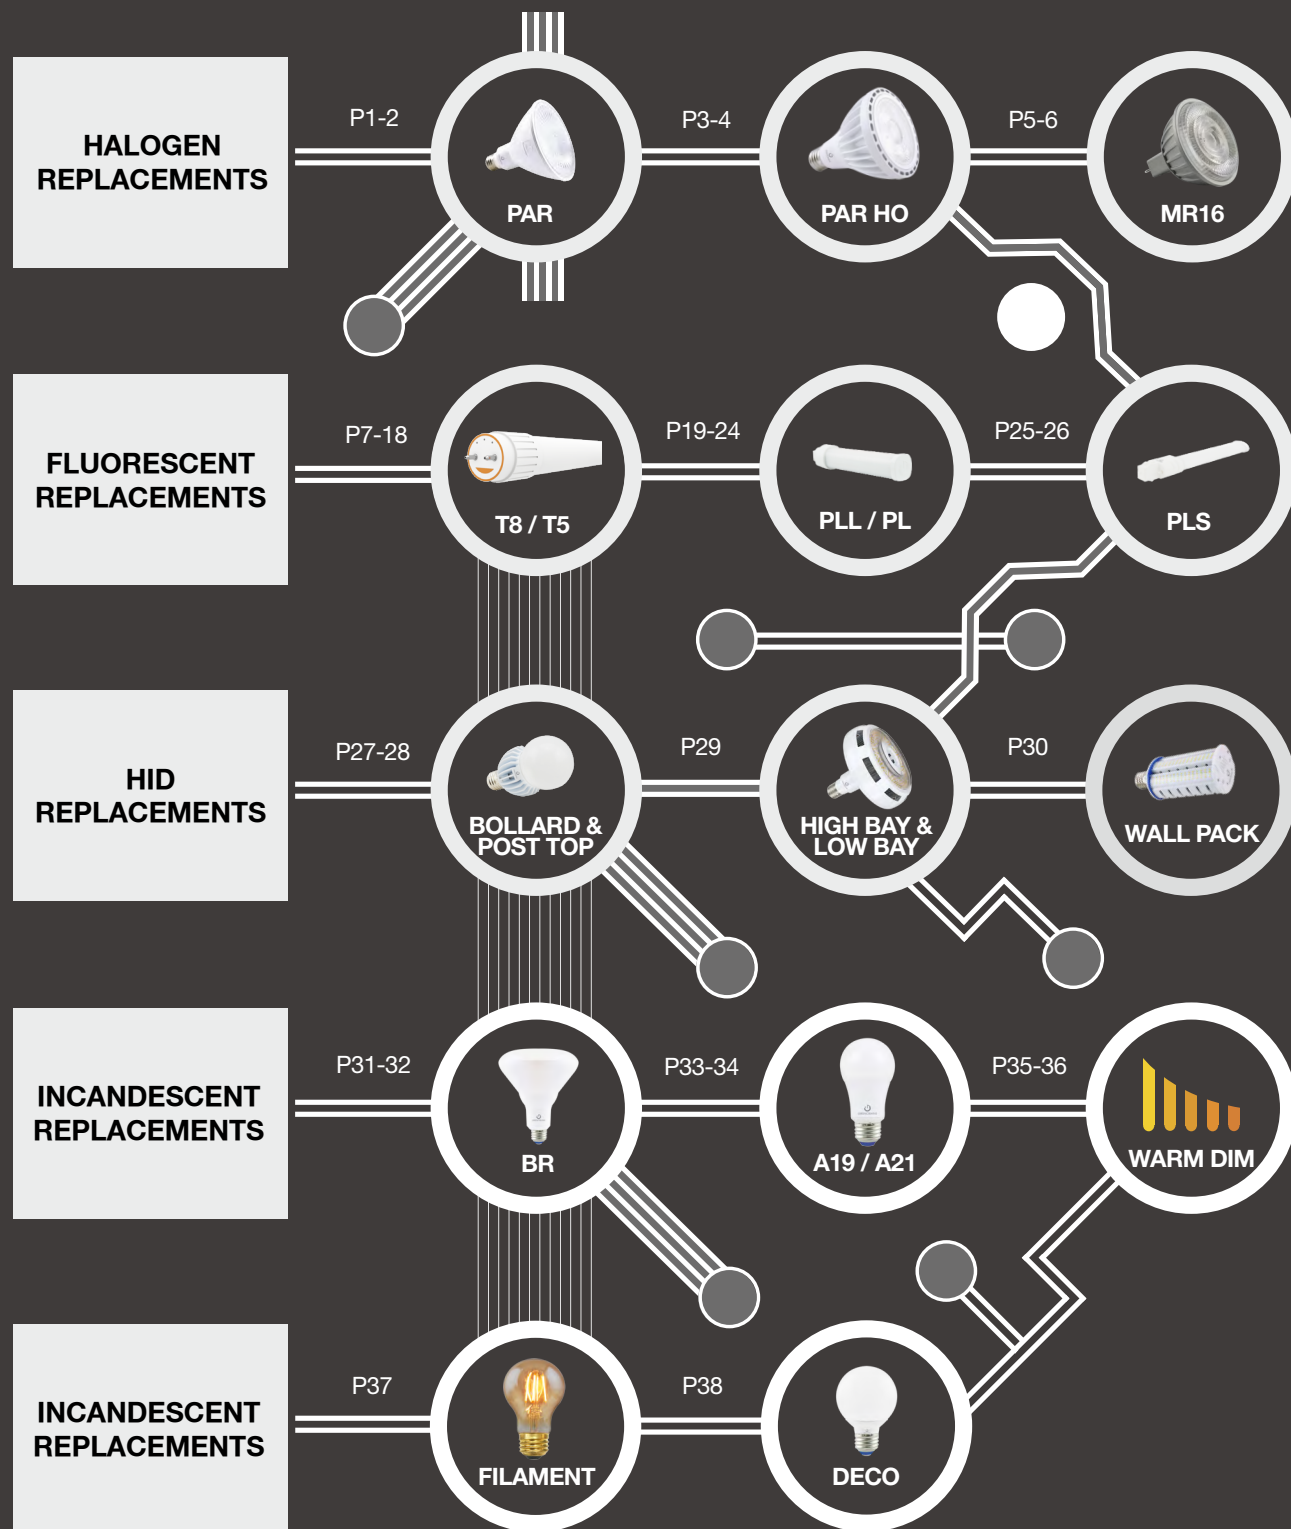 HALOGEN
REPLACEMENTS
P1-2
PAR
P3-4
PAR HO
P5-6
MR16
FLUORESCENT
REPLACEMENTS
P7-18
T8 / T5
P19-24
PLL / PL
P25-26
PLS
HID
REPLACEMENTS
P27-28
BOLLARD &
POST TOP
P29
HIGH BAY &
LOW BAY
P30
WALL PACK
INCANDESCENT
REPLACEMENTS
P31-32
BR
P33-34
A19 / A21
P35-36
WARM DIM
INCANDESCENT
REPLACEMENTS
P37
FILAMENT
P38
DECO